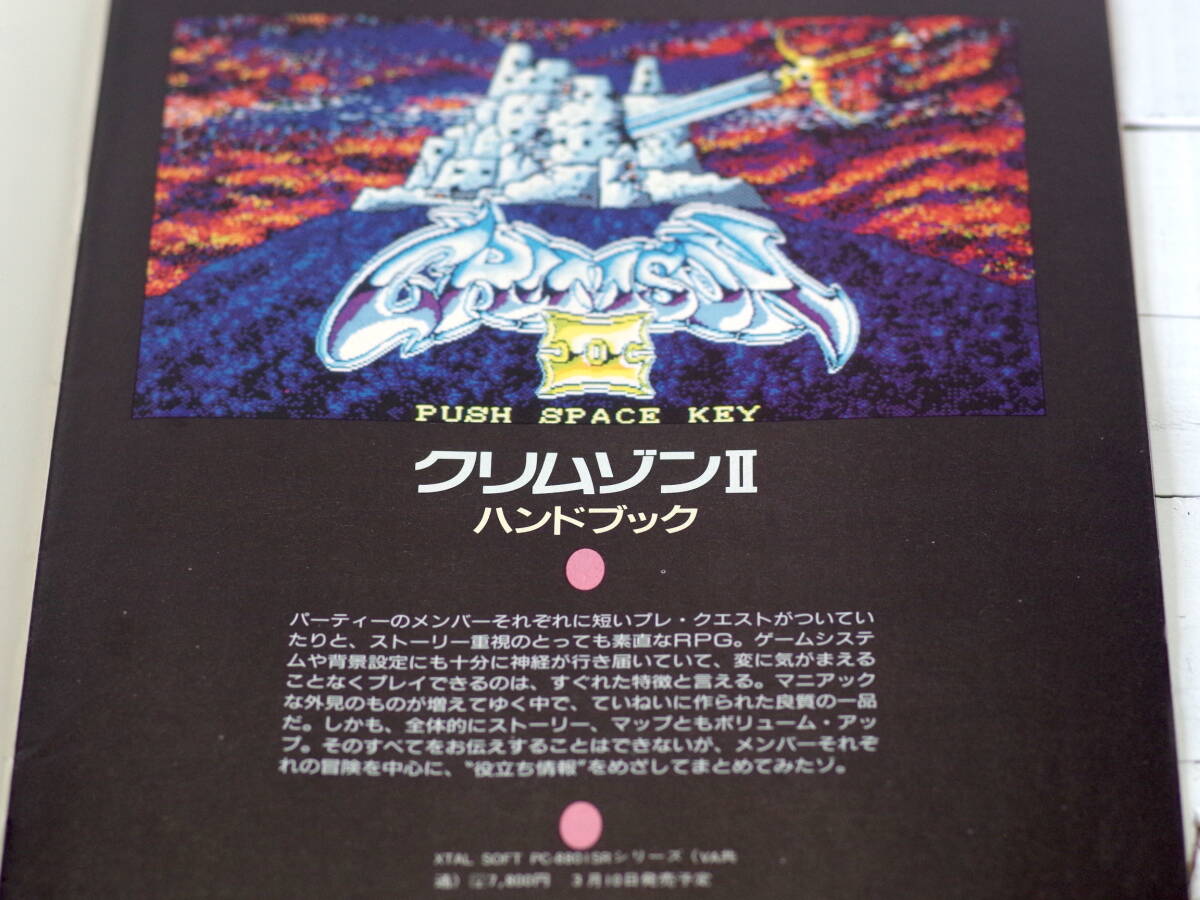 CRIMSON
II
PUSH SPACE KEY
クリムゾンⅡ
ハンドブック
パーティーのメンバーそれぞれに短いプレ・クエストがついてい
たりと、ストーリー重視のとっても素直なRPG。ゲームシステ
ムや背景設定にも十分に神経が行き届いていて、変に気がまえる
ことなくプレイできるのは、すぐれた特徴と言える。マニアック
な外見のものが増えてゆく中で、ていねいに作られた良質の一品
だ。しかも、全体的にストーリー、マップともボリューム・アッ
プ。そのすべてをお伝えすることはできないが、メンバーそれぞ
れの冒険を中心に、“役立ち情報”をめざしてまとめてみたゾ。
XTAL SOFT PC-8801SRシリーズ（VA共
通） 7,800円 3月10日発売予定